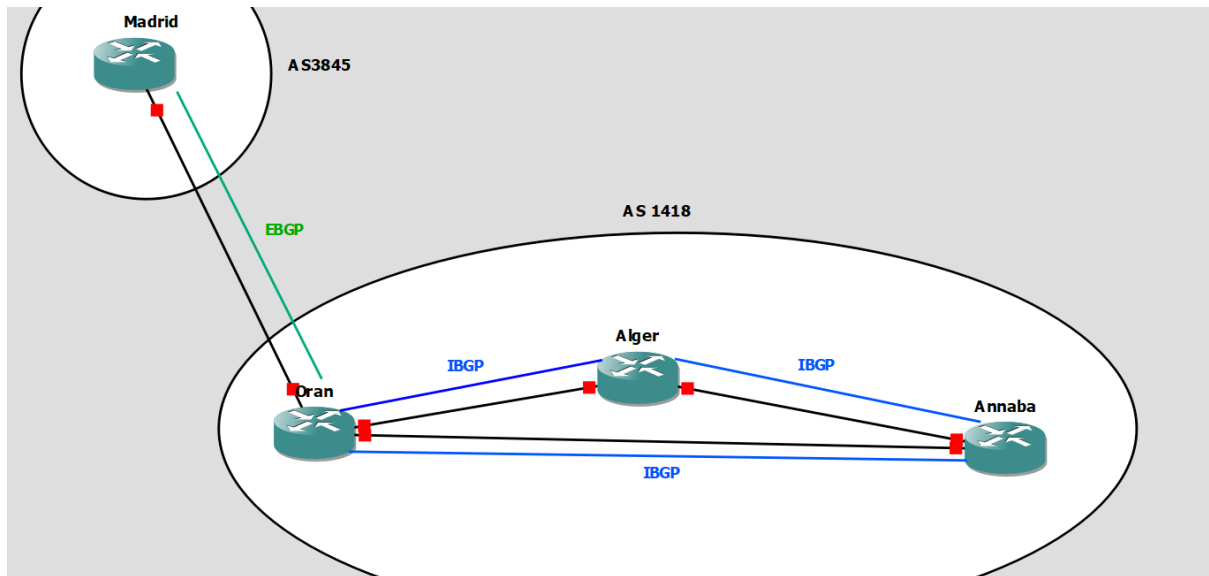 Madrid
AS3845
AS 1418
EBGP
Alger
IBGP
IBGP
Oran
Annaba
IBGP